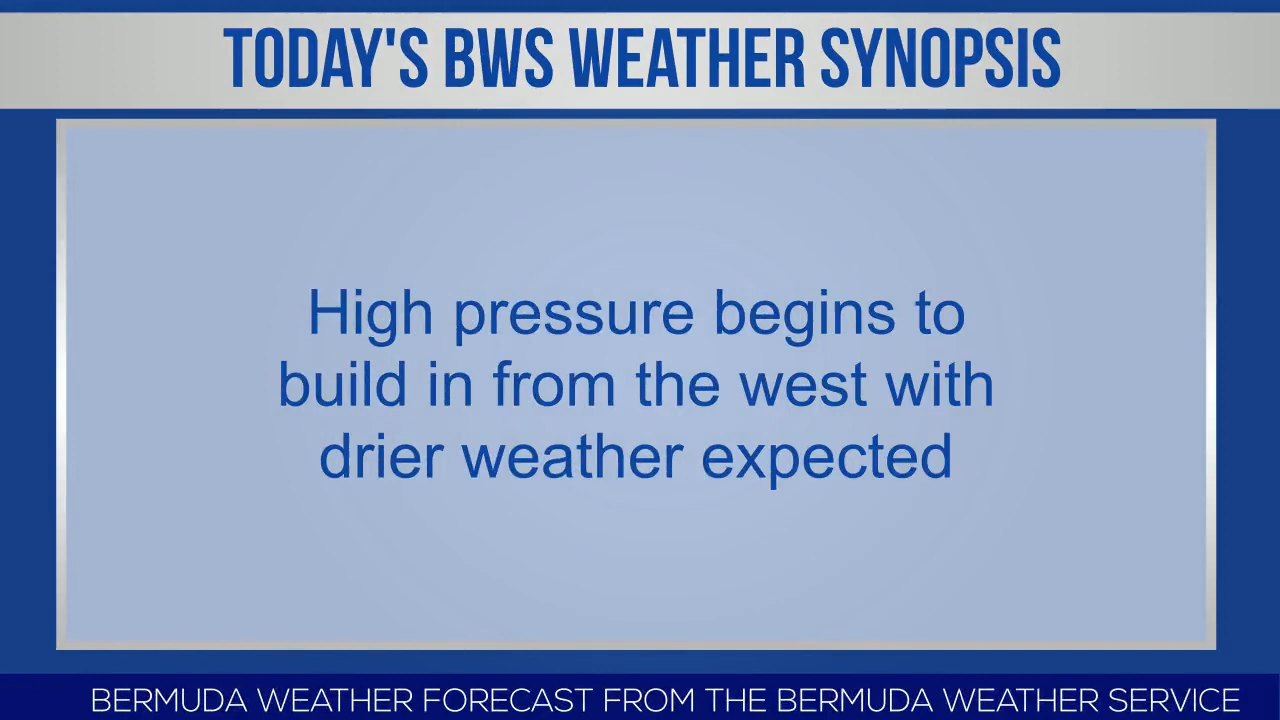 TODAY'S BWS WEATHER SYNOPSIS
High pressure begins to
build in from the west with
drier weather expected
BERMUDA WEATHER FORECAST FROM THE BERMUDA WEATHER SERVICE